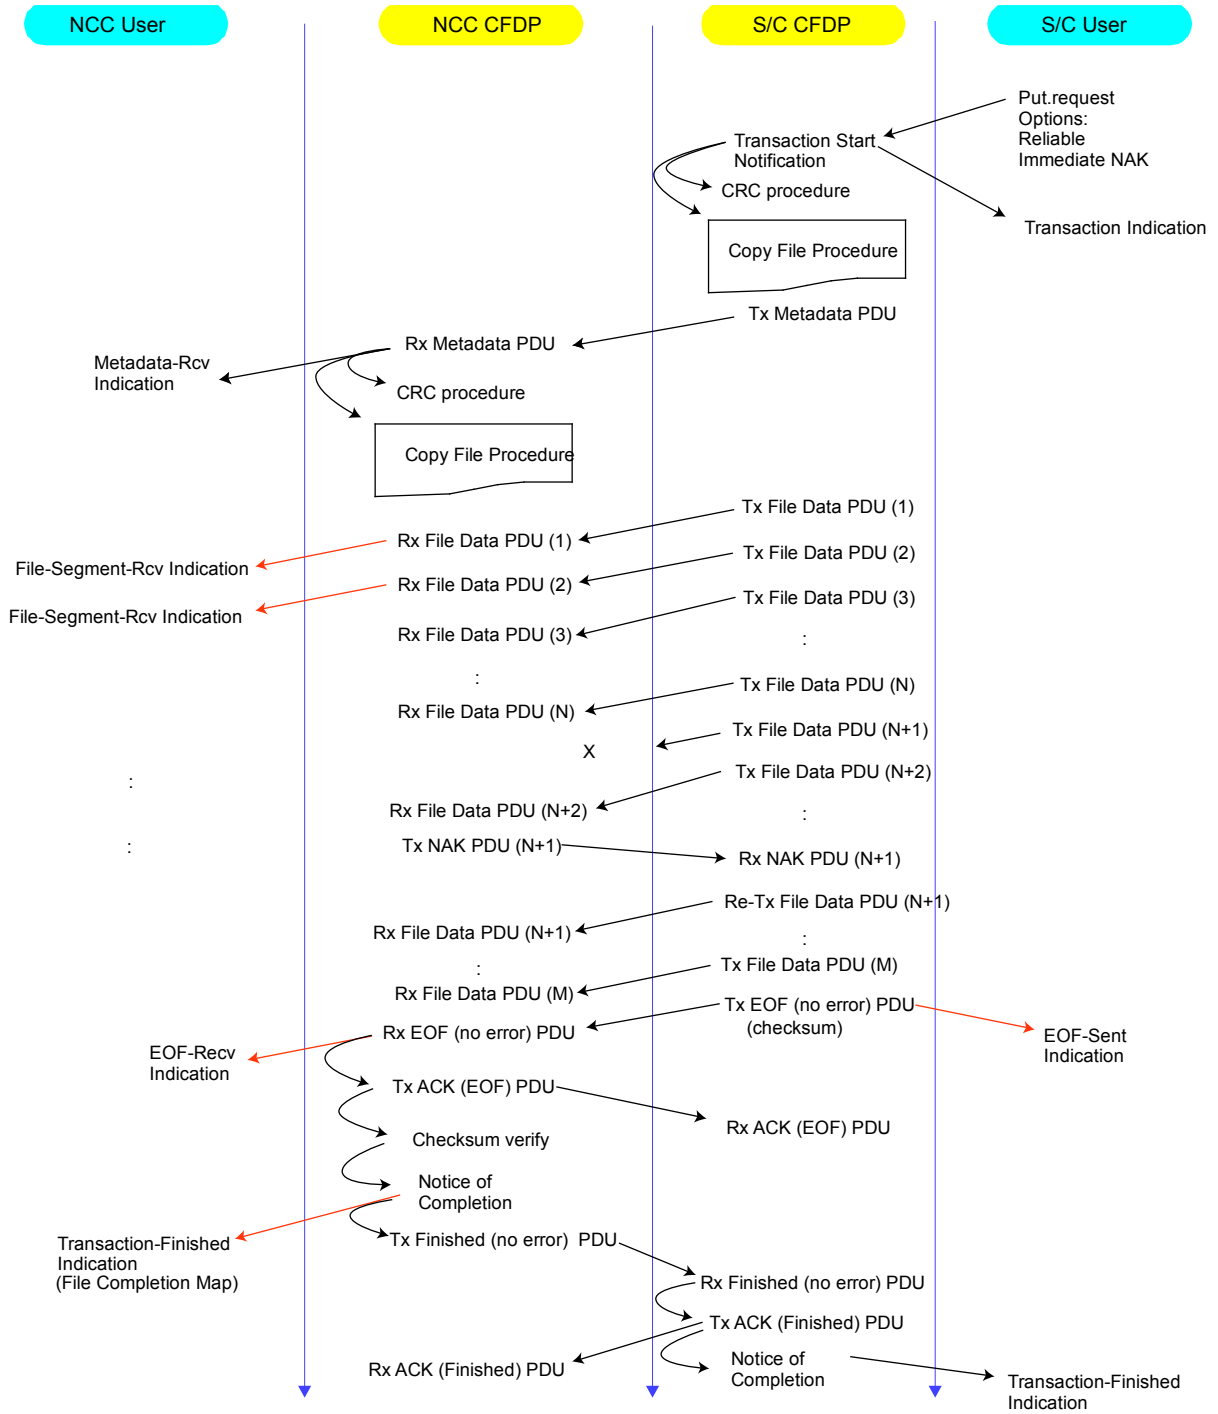 NCC User
NCC CFDP
S/C CFDP
S/C User
Put.request
Options:
Reliable
Immediate NAK
Transaction Start
Notification
CRC procedure
Transaction Indication
Copy File Procedure
Tx Metadata PDU
Rx Metadata PDU
Metadata-Rcv
Indication
CRC procedure
Copy File Procedure
Tx File Data PDU (1)
Rx File Data PDU (1)
File-Segment-Rcv Indication
Tx File Data PDU (2)
Rx File Data PDU (2)
File-Segment-Rcv Indication
Tx File Data PDU (3)
Rx File Data PDU (3)
:
:
Tx File Data PDU (N)
Rx File Data PDU (N)
Tx File Data PDU (N+1)
X
Tx File Data PDU (N+2)
:
Rx File Data PDU (N+2)
:
Tx NAK PDU (N+1)
:
Rx NAK PDU (N+1)
Re-Tx File Data PDU (N+1)
Rx File Data PDU (N+1)
:
:
Tx File Data PDU (M)
Rx File Data PDU (M)
Tx EOF (no error) PDU
(checksum)
Rx EOF (no error) PDU
EOF-Sent
Indication
EOF-Recv
Indication
Tx ACK (EOF) PDU
Rx ACK (EOF) PDU
Checksum verify
Notice of
Completion
Transaction-Finished
Indication
(File Completion Map)
Tx Finished (no error) PDU
Rx Finished (no error) PDU
Tx ACK (Finished) PDU
Rx ACK (Finished) PDU
Notice of
Completion
Transaction-Finished
Indication